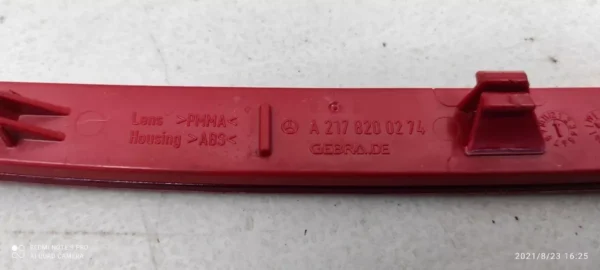 Lens >PMMA<
Housing >ABS<
A 217 820 02 74
GEBRA.DE
2021/8/23 16:25